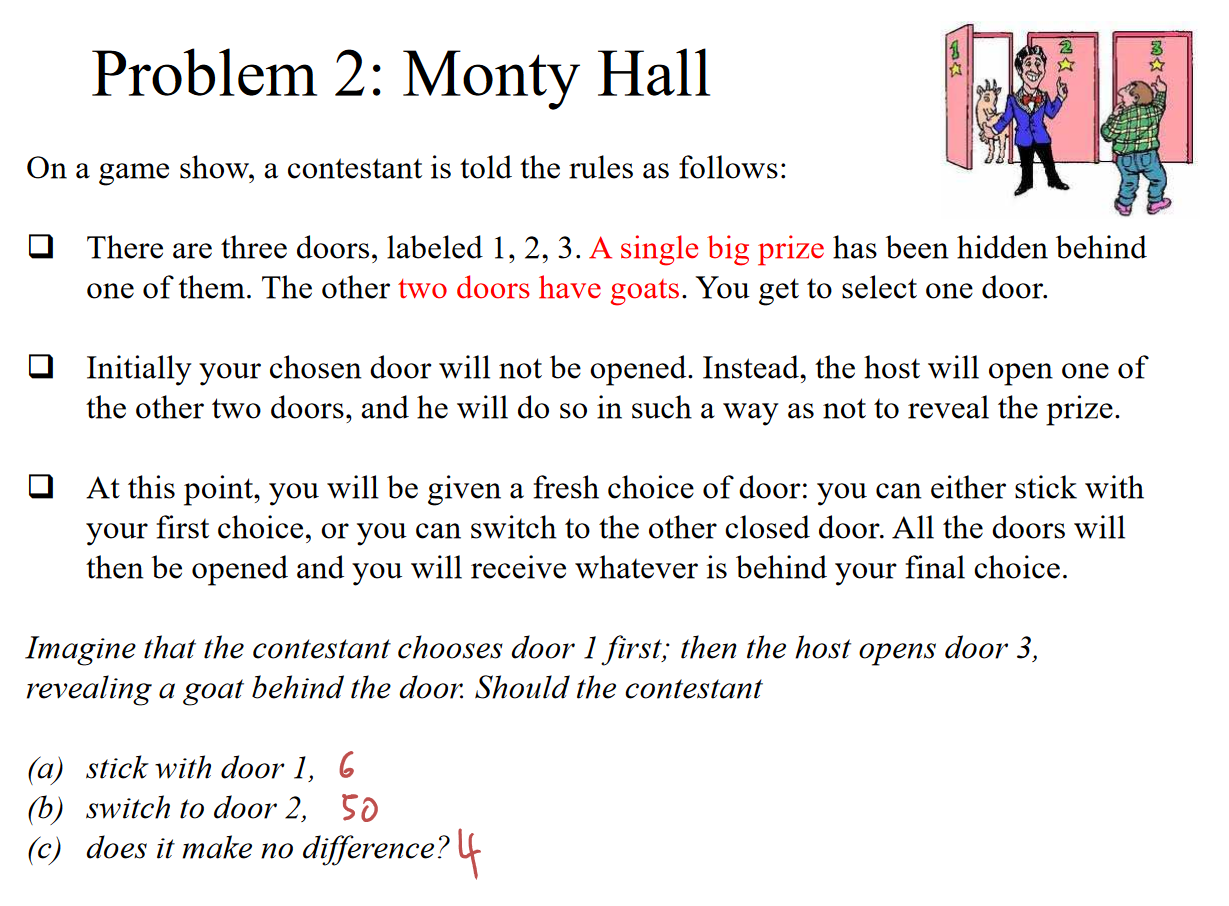 Problem 2: Monty Hall
1 2 3
On a game show, a contestant is told the rules as follows:
❑ There are three doors, labeled 1, 2, 3. A single big prize has been hidden behind
one of them. The other two doors have goats. You get to select one door.
❑ Initially your chosen door will not be opened. Instead, the host will open one of
the other two doors, and he will do so in such a way as not to reveal the prize.
❑ At this point, you will be given a fresh choice of door: you can either stick with
your first choice, or you can switch to the other closed door. All the doors will
then be opened and you will receive whatever is behind your final choice.
Imagine that the contestant chooses door 1 first; then the host opens door 3,
revealing a goat behind the door. Should the contestant
(a) stick with door 1, 6
(b) switch to door 2, 50
(c) does it make no difference? 4